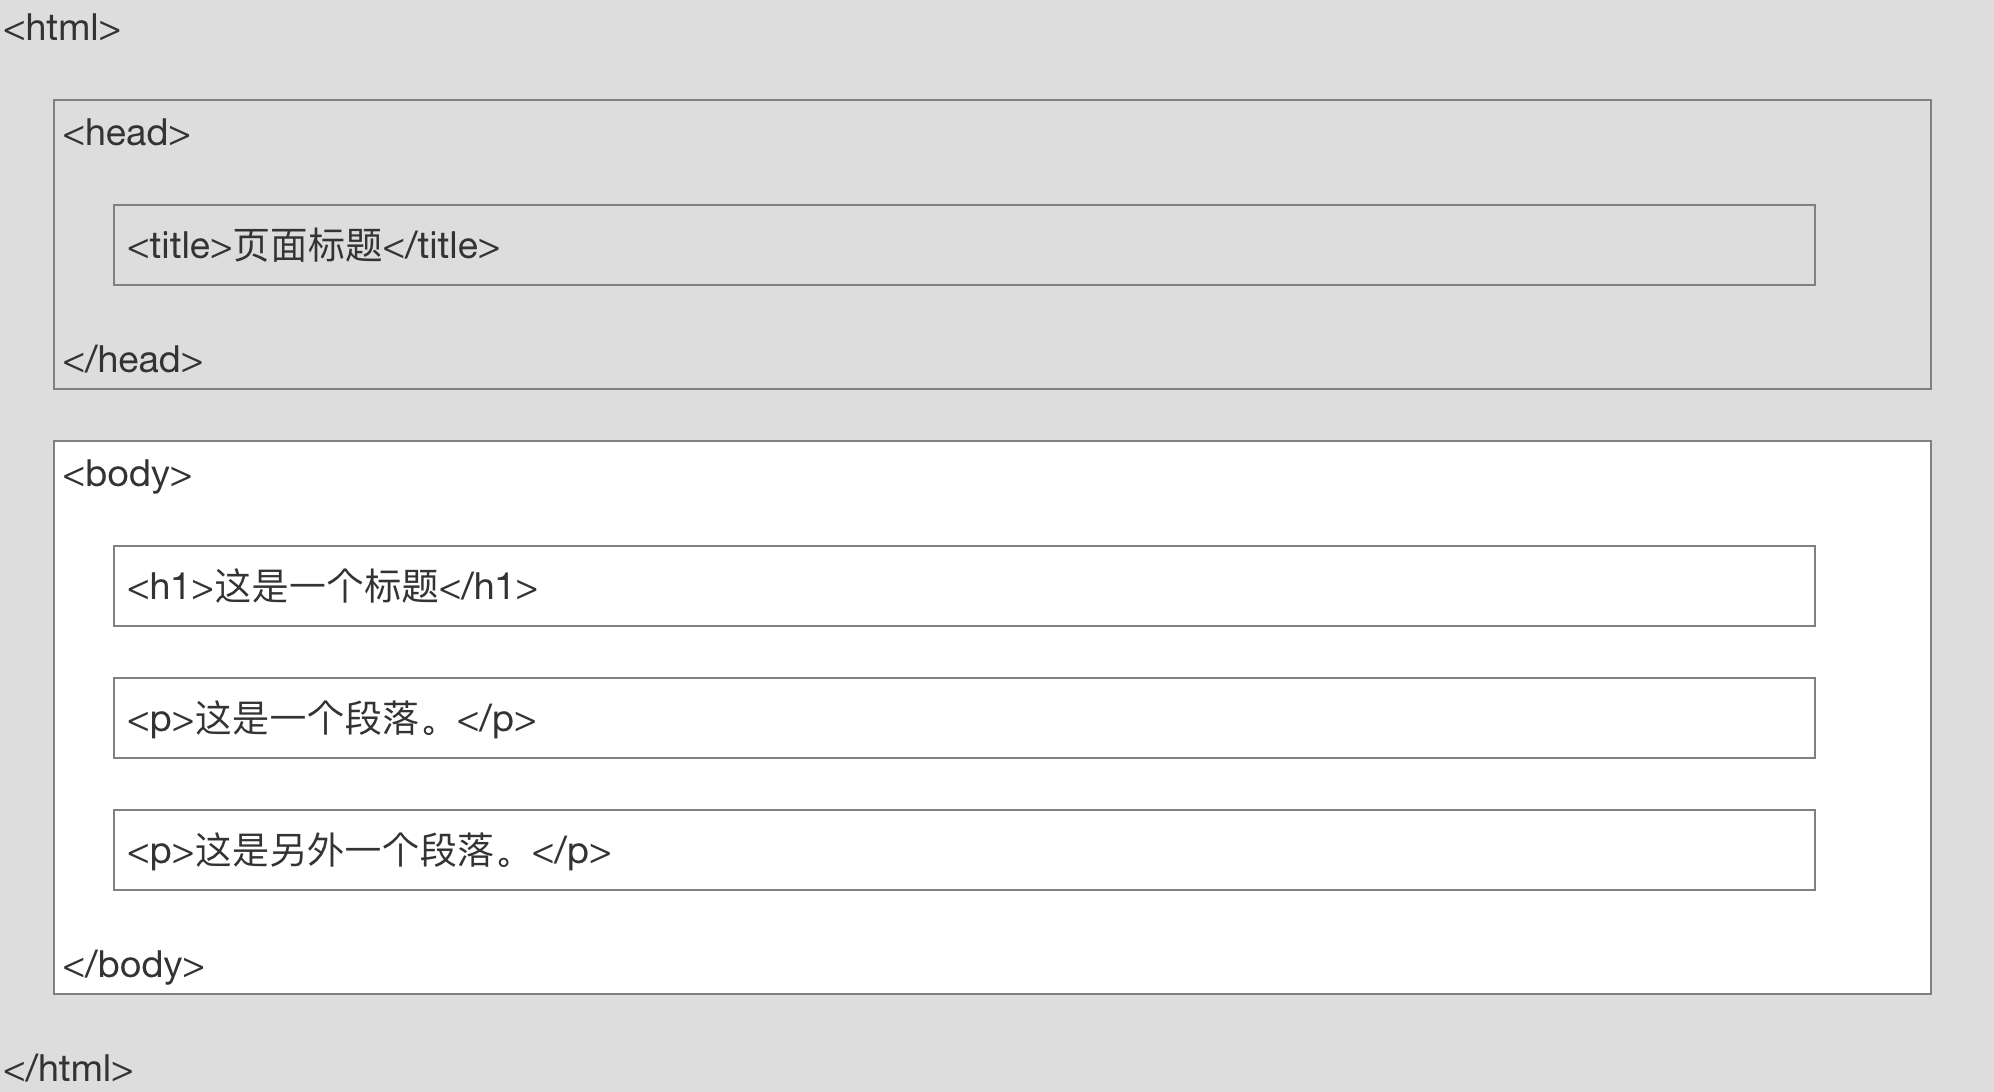 <html>
<head>
<title>页面标题</title>
</head>
<body>
<h1>这是一个标题</h1>
<p>这是一个段落。</p>
<p>这是另外一个段落。</p>
</body>
</html>